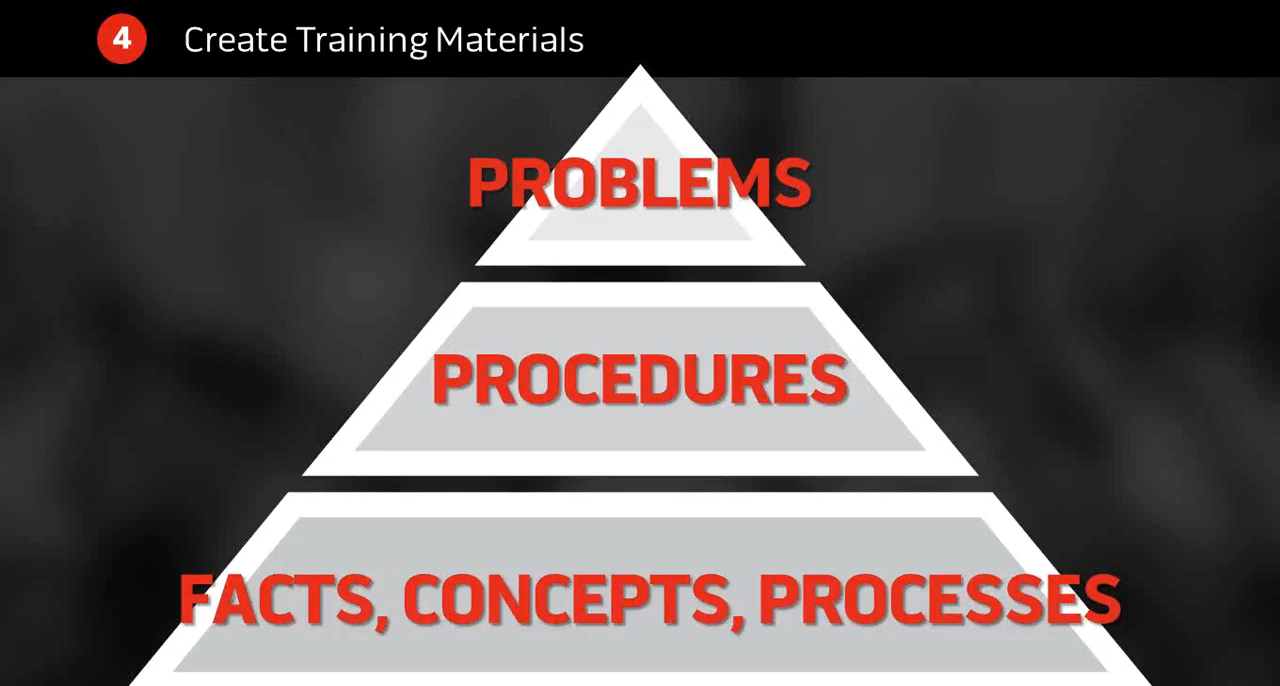 4 Create Training Materials
PROBLEMS
PROCEDURES
FACTS, CONCEPTS, PROCESSES